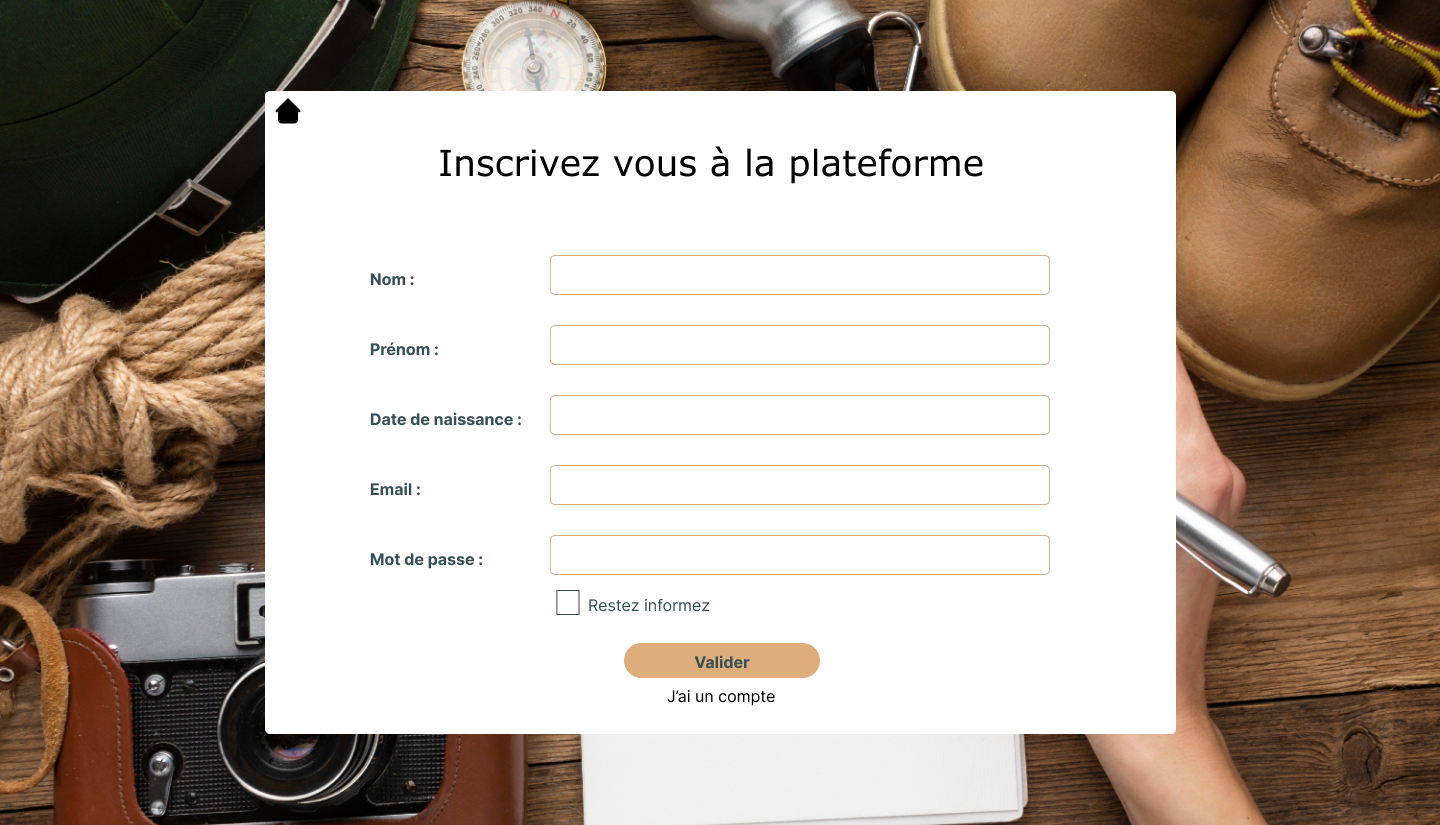 Inscrivez vous à la plateforme
Nom :
Prénom :
Date de naissance :
Email :
Mot de passe :
Restez informez
Valider
J’ai un compte